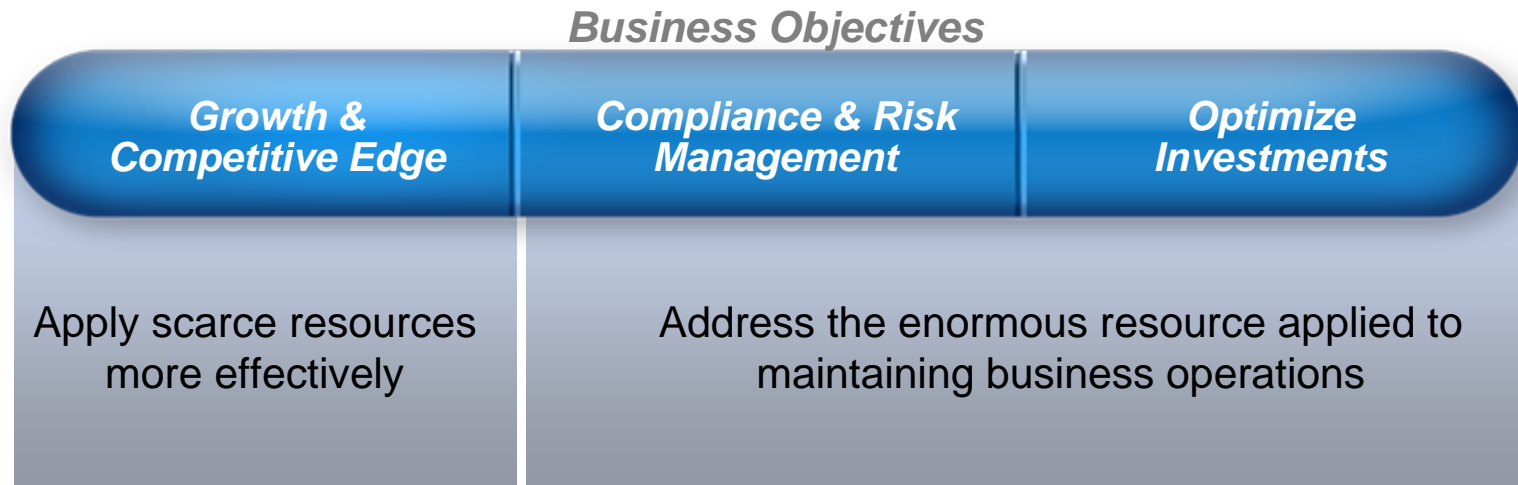 Business Objectives
Growth &
Competitive Edge
Compliance & Risk
Management
Optimize
Investments
Apply scarce resources
more effectively
Address the enormous resource applied to
maintaining business operations